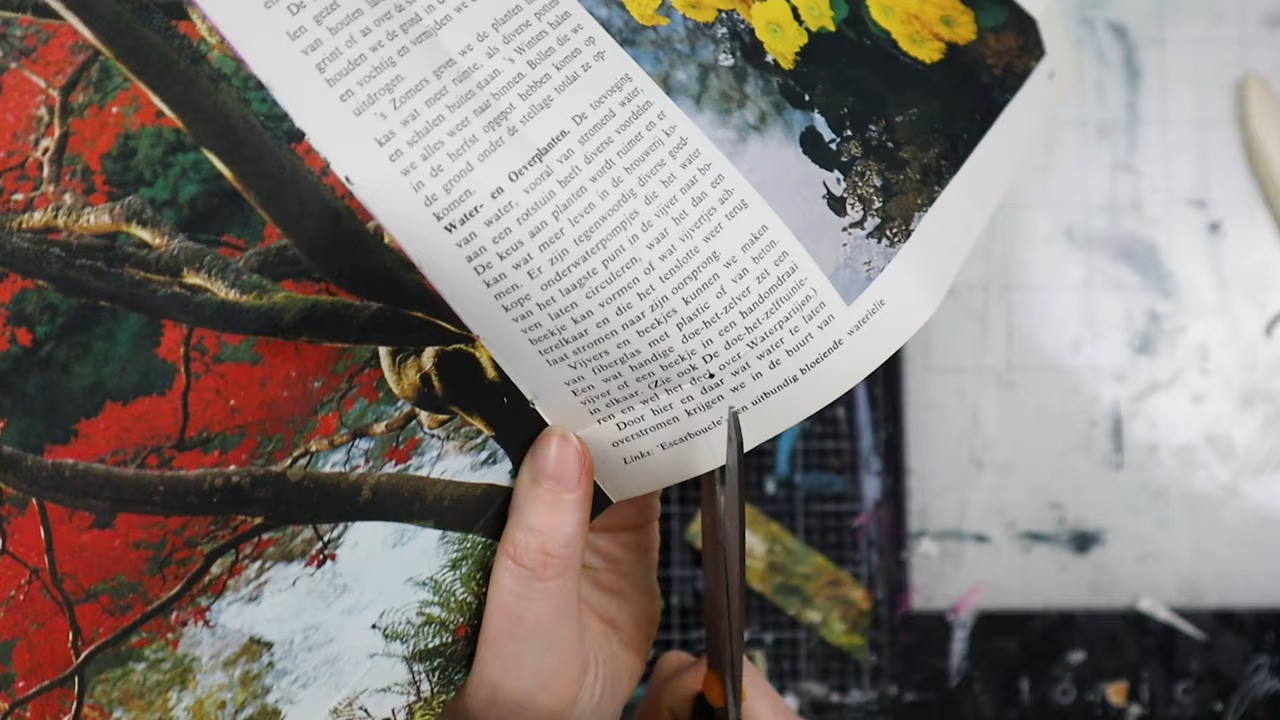 De
len gezet
van houten
grint of as over de
houden we de grond in de
en vochtig en vermijden we
uitdrogen.
's Zomers geven we de planten
kas wat meer ruimte, als diverse potten
en schalen buiten staan. 's Winters halen
we alles weer naar binnen. Bollen die we
in de herfst opgepot hebben komen op
de grond onder de stellage totdat ze op-
komen.
Water- en Oeverplanten. De toevoeging
van water, vooral van stromend water,
aan een rotstuin heeft diverse voordelen.
De keus aan planten wordt ruimer en er
kan wat meer leven in de brouwerij ko-
men. Er zijn tegenwoordig diverse goed-
kope onderwaterpompjes die het water
van het laagste punt in de vijver naar bo-
ven laten circuleren, waar het dan een
beekje kan vormen of wat vijvertjes ach-
terelkaar en die het tenslotte weer terug
laat stromen naar zijn oorsprong.
Vijvers en beekjes kunnen we maken
van fiberglas met plastic of van beton.
Een wat handige doe-het-zelver zet een
vijver of een beekje in een handomdraai
in elkaar. (Zie ook De doe-het-zelftuinie-
ren en wel het deel over Waterpartijen.)
Door hier en daar wat water te laten
overstromen krijgen we in de buurt van
Links: 'Escarboucle' en uitbundig bloeiende waterlelie